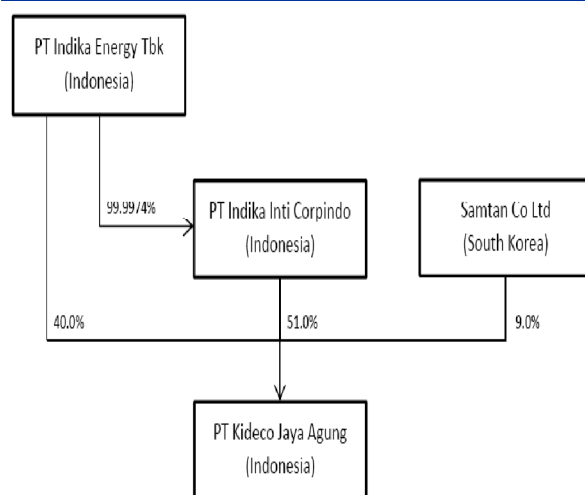 PT Indika Energy Tbk
(Indonesia)
99.9974%
PT Indika Inti Corpindo
(Indonesia)
Samtan Co Ltd
(South Korea)
40.0%
51.0%
9.0%
PT Kideco Jaya Agung
(Indonesia)